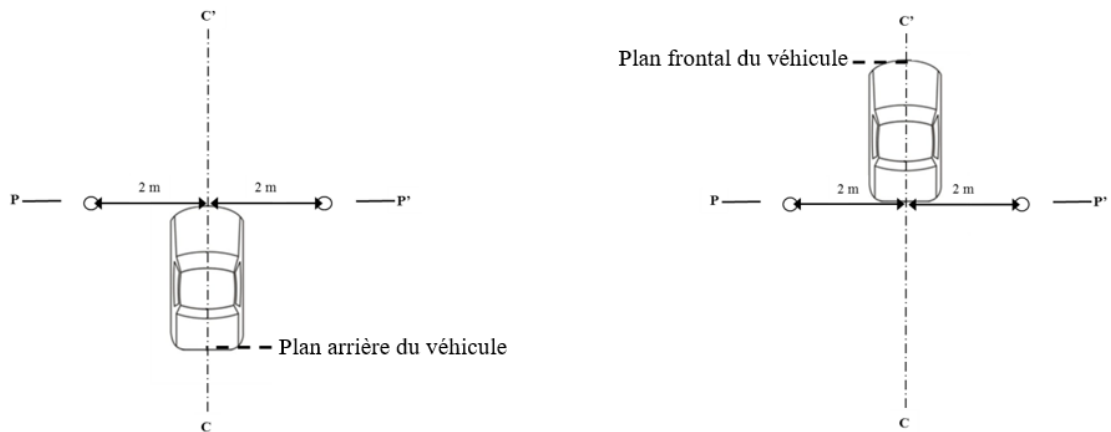 C’
2 m
2 m
P
P’
Plan arrière du véhicule
C
C’
Plan frontal du véhicule
2 m
2 m
P
P’
C